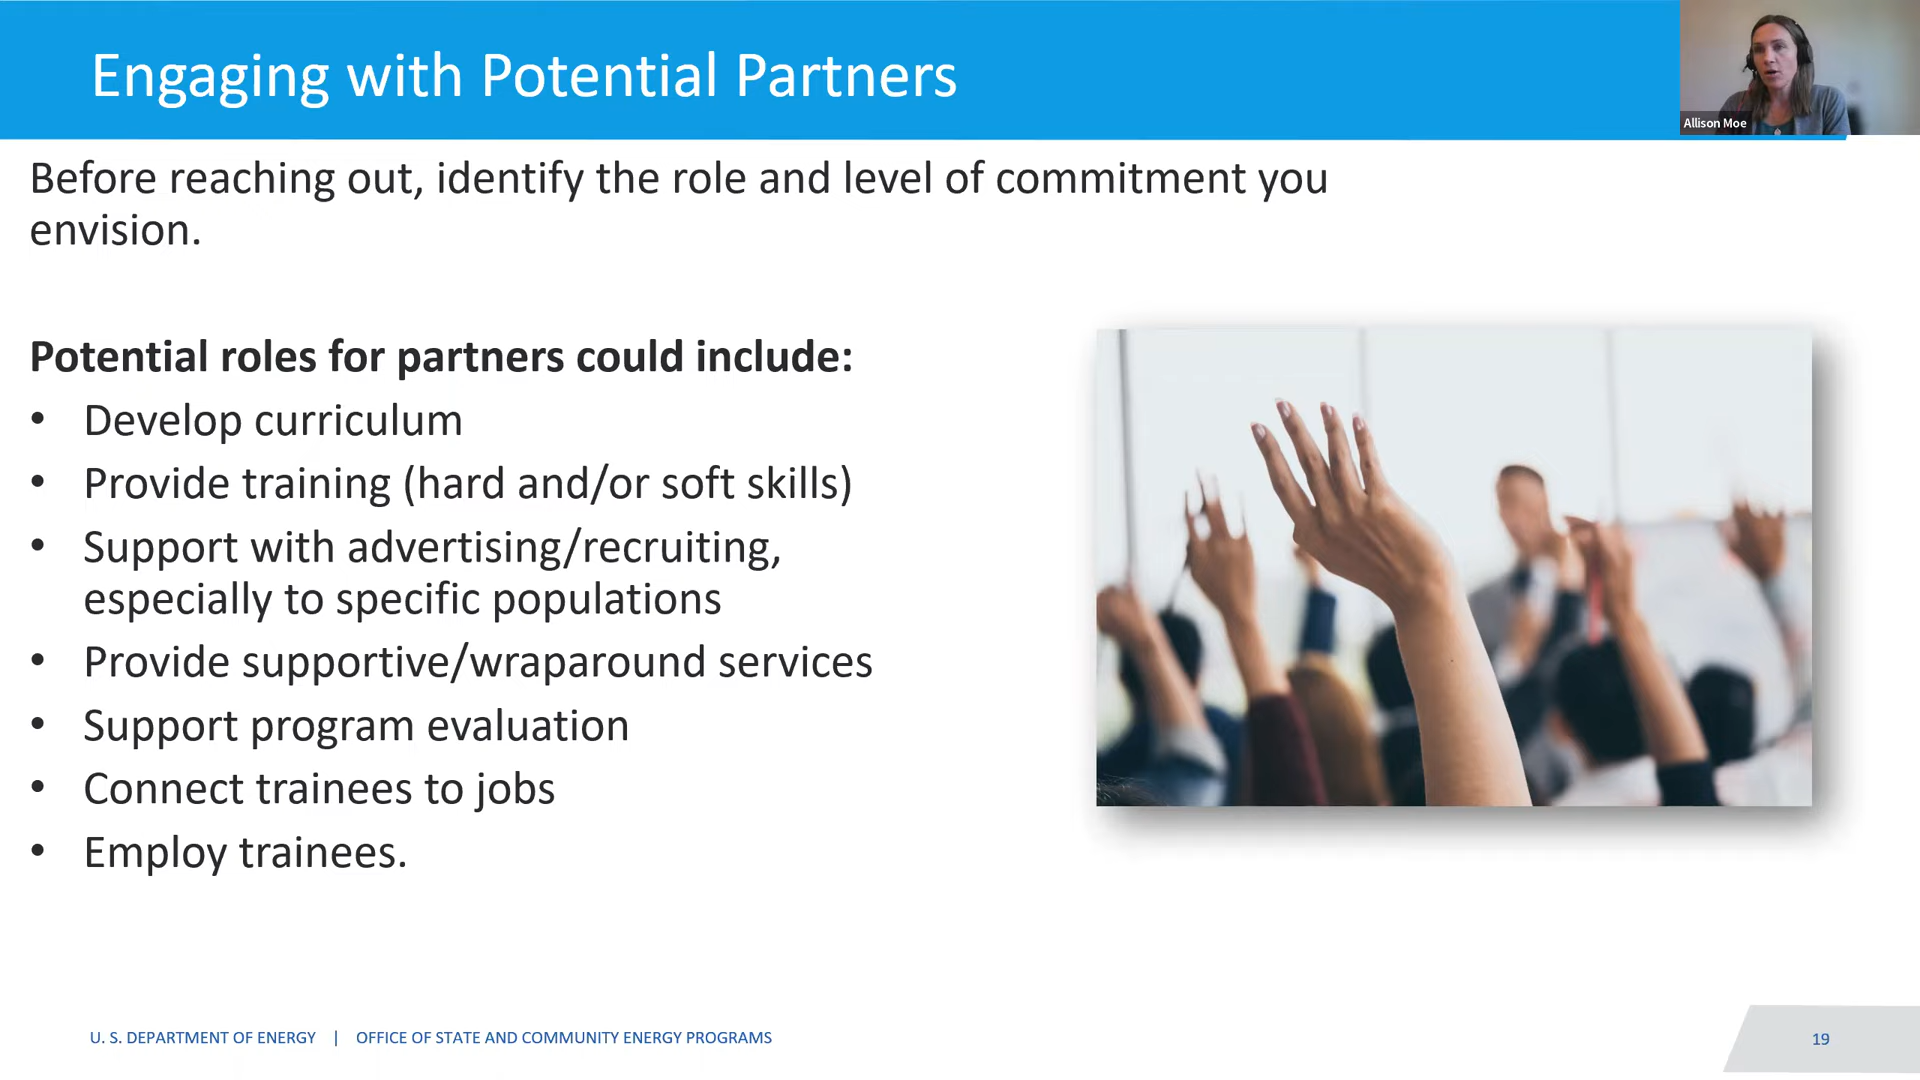 Engaging with Potential Partners
Allison Moe
Before reaching out, identify the role and level of commitment you
envision.
Potential roles for partners could include:
• Develop curriculum
• Provide training (hard and/or soft skills)
• Support with advertising/recruiting,
especially to specific populations
• Provide supportive/wraparound services
• Support program evaluation
• Connect trainees to jobs
• Employ trainees.
U. S. DEPARTMENT OF ENERGY | OFFICE OF STATE AND COMMUNITY ENERGY PROGRAMS
19